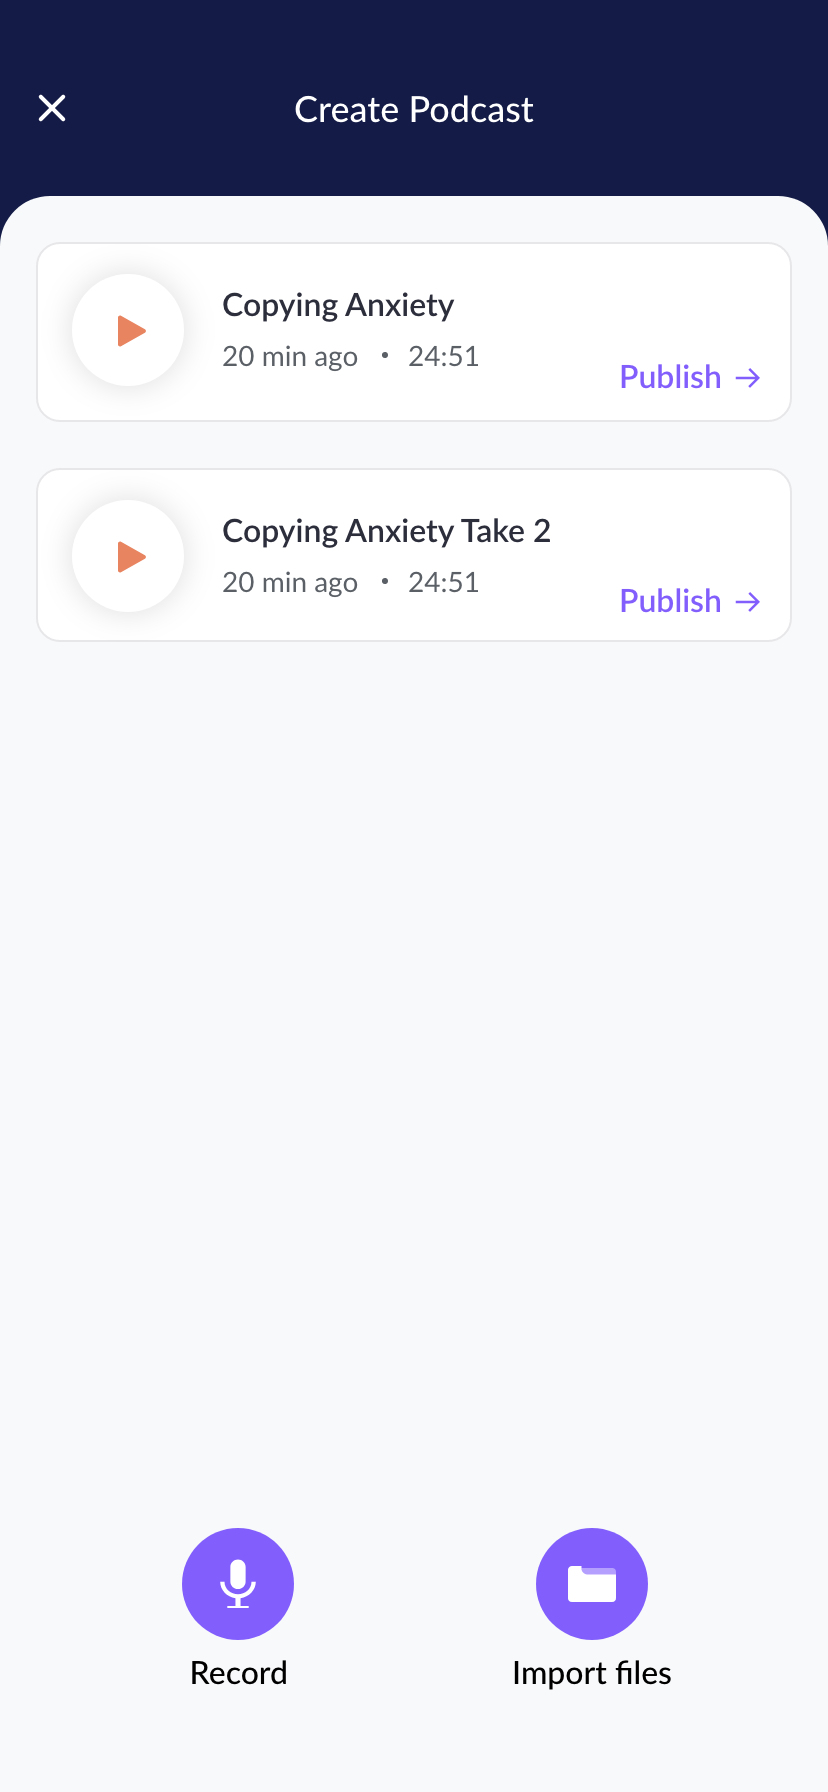 Create Podcast
Copying Anxiety
20 min ago • 24:51
Publish →
Copying Anxiety Take 2
20 min ago • 24:51
Publish →
Record
Import files